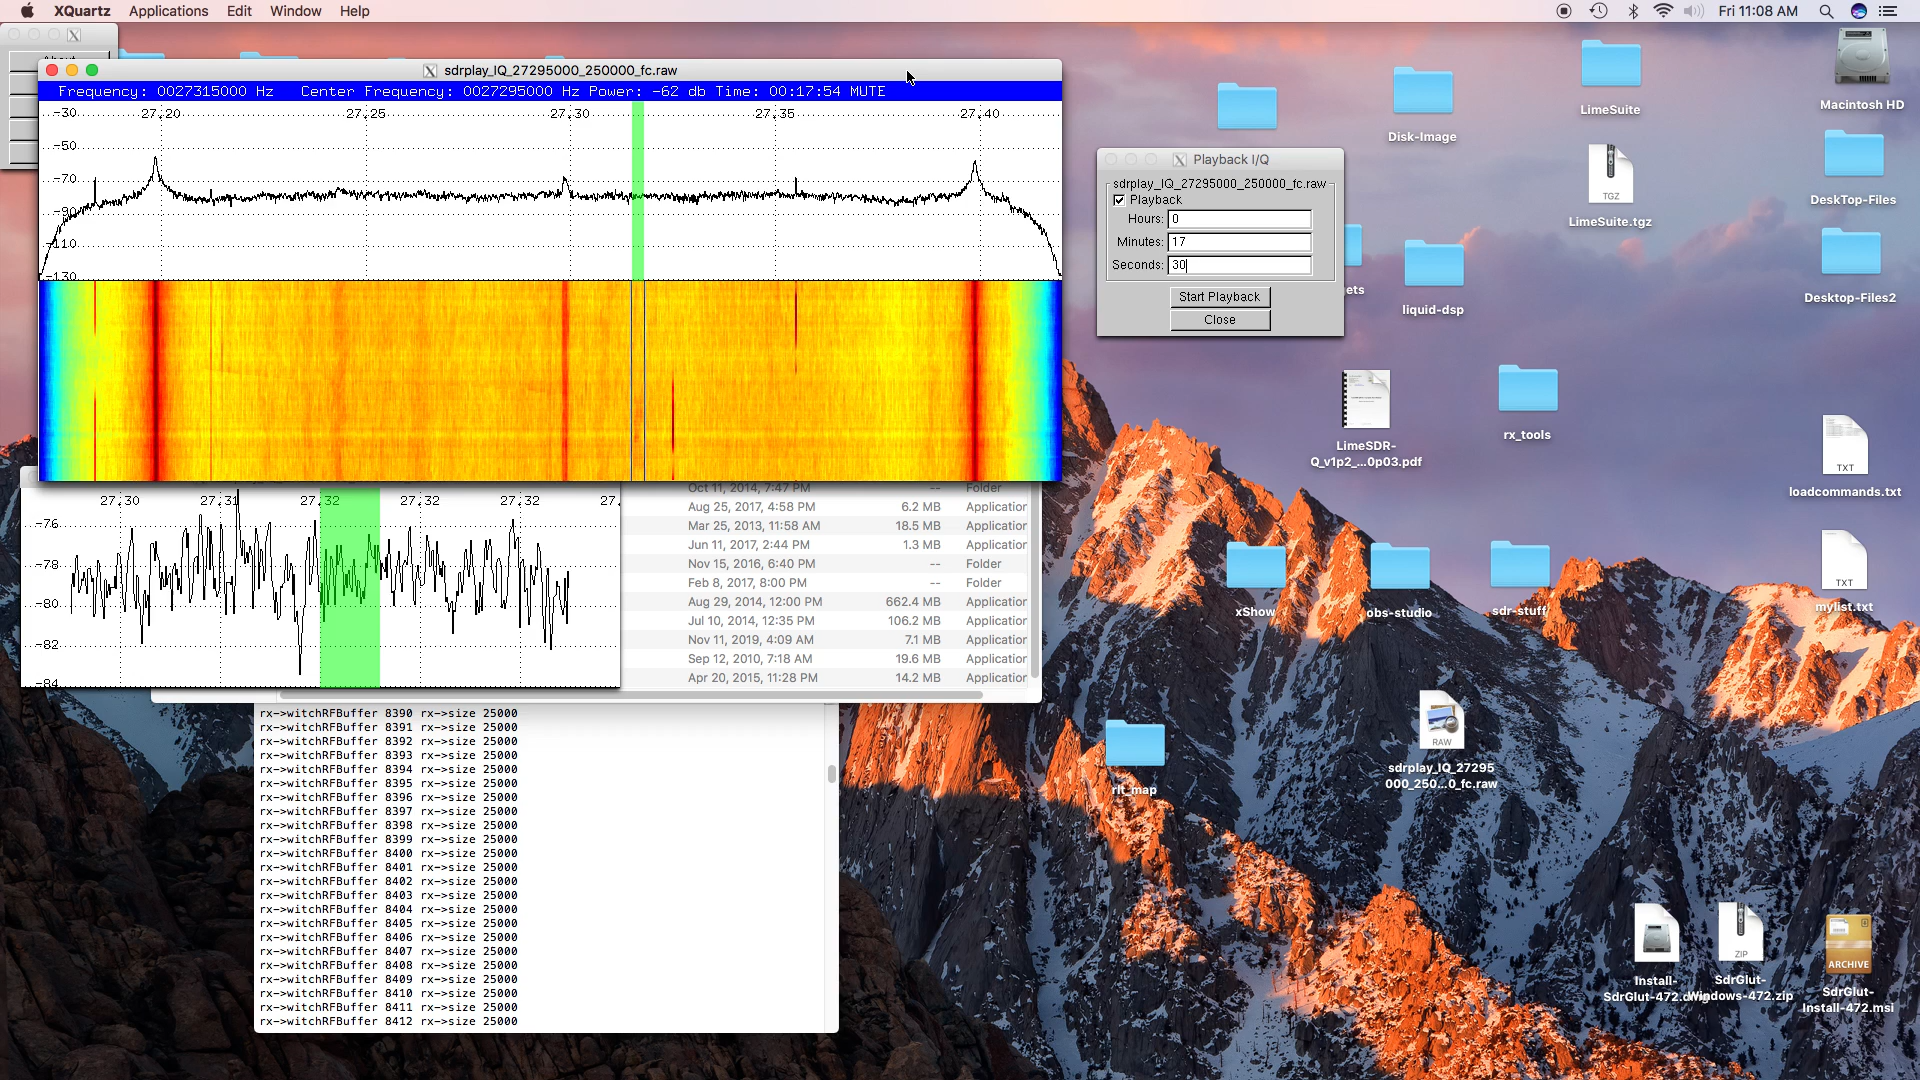 XQuartz Applications Edit Window Help
Fri 11:08 AM
sdrplay_IQ_27295000_250000_fc.raw
Frequency: 0027315000 Hz Center Frequency: 0027295000 Hz Power: -62 db Time: 00:17:54 MUTE
-30
27.20 27.25 27.30 27.35 27.40
-50
-70
-90
-110
-130
Playback I/Q
sdrplay_IQ_27295000_250000_fc.raw
Playback
Hours: 0
Minutes: 17
Seconds: 30
Start Playback
Close
27.30 27.31 27.32 27.32 27.32 27.
-76
-78
-80
-82
-84
Oct 11, 2014, 7:47 PM -- Folder
Aug 25, 2017, 4:58 PM 6.2 MB Application
Mar 25, 2013, 11:58 AM 18.5 MB Application
Jun 11, 2017, 2:44 PM 1.3 MB Application
Nov 15, 2016, 6:40 PM -- Folder
Feb 8, 2017, 8:00 PM -- Folder
Aug 29, 2014, 12:00 PM 662.4 MB Application
Jul 10, 2014, 12:35 PM 106.2 MB Application
Nov 11, 2019, 4:09 AM 7.1 MB Application
Sep 12, 2010, 7:18 AM 19.6 MB Application
Apr 20, 2015, 11:28 PM 14.2 MB Application
rx->witchRFBuffer 8390 rx->size 25000
rx->witchRFBuffer 8391 rx->size 25000
rx->witchRFBuffer 8392 rx->size 25000
rx->witchRFBuffer 8393 rx->size 25000
rx->witchRFBuffer 8394 rx->size 25000
rx->witchRFBuffer 8395 rx->size 25000
rx->witchRFBuffer 8396 rx->size 25000
rx->witchRFBuffer 8397 rx->size 25000
rx->witchRFBuffer 8398 rx->size 25000
rx->witchRFBuffer 8399 rx->size 25000
rx->witchRFBuffer 8400 rx->size 25000
rx->witchRFBuffer 8401 rx->size 25000
rx->witchRFBuffer 8402 rx->size 25000
rx->witchRFBuffer 8403 rx->size 25000
rx->witchRFBuffer 8404 rx->size 25000
rx->witchRFBuffer 8405 rx->size 25000
rx->witchRFBuffer 8406 rx->size 25000
rx->witchRFBuffer 8407 rx->size 25000
rx->witchRFBuffer 8408 rx->size 25000
rx->witchRFBuffer 8409 rx->size 25000
rx->witchRFBuffer 8410 rx->size 25000
rx->witchRFBuffer 8411 rx->size 25000
rx->witchRFBuffer 8412 rx->size 25000
Disk-Image
LimeSuite
Macintosh HD
TGZ
LimeSuite.tgz
DeskTop-Files
ets
liquid-dsp
Desktop-Files2
LimeSDR-
Q_v1p2_...0p03.pdf
rx_tools
TXT
loadcommands.txt
xShow
obs-studio
sdr-stuff
TXT
mylist.txt
rlt_map
RAW
sdrplay_IQ_27295
000_250...0_fc.raw
Install-
SdrGlut-472.d
ZIP
SdrGlut-
Windows-472.zip
ARCHIVE
SdrGlut-
Install-472.msi